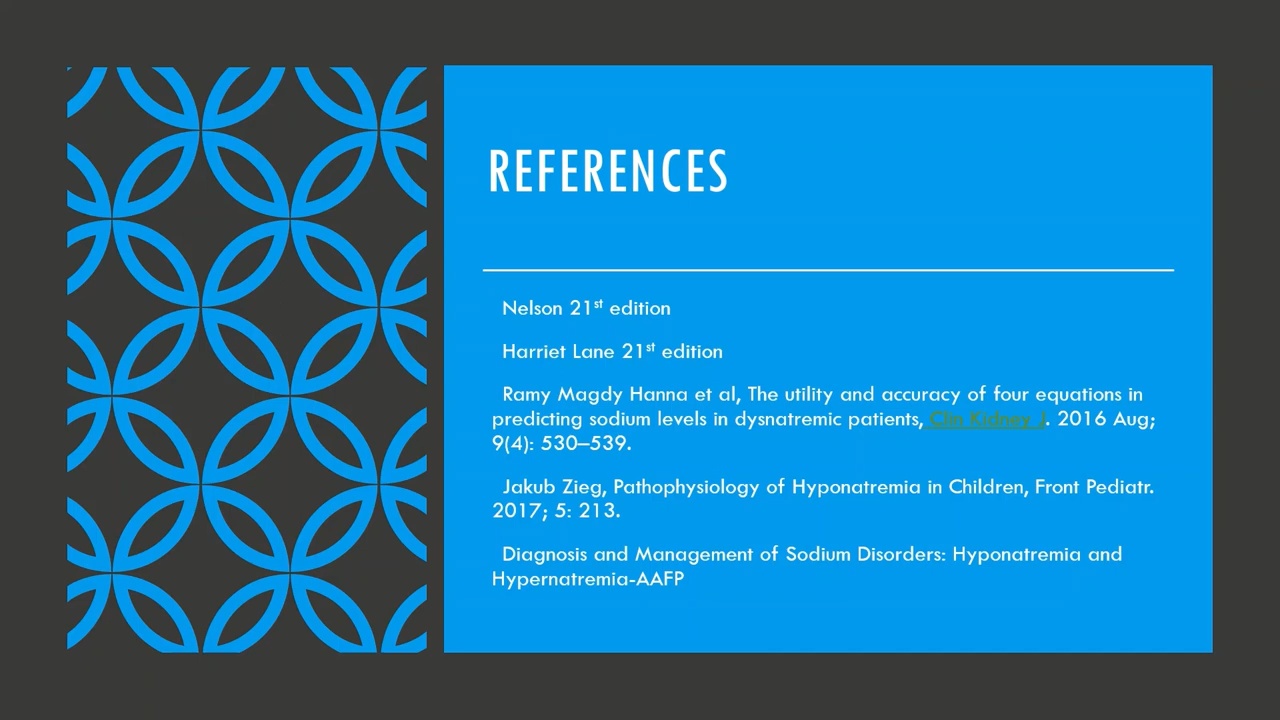 REFERENCES
Nelson 21st edition
Harriet Lane 21st edition
Ramy Magdy Hanna et al, The utility and accuracy of four equations in
predicting sodium levels in dysnatremic patients, Clin Kidney J. 2016 Aug;
9(4): 530–539.
Jakub Zieg, Pathophysiology of Hyponatremia in Children, Front Pediatr.
2017; 5: 213.
Diagnosis and Management of Sodium Disorders: Hyponatremia and
Hypernatremia-AAFP